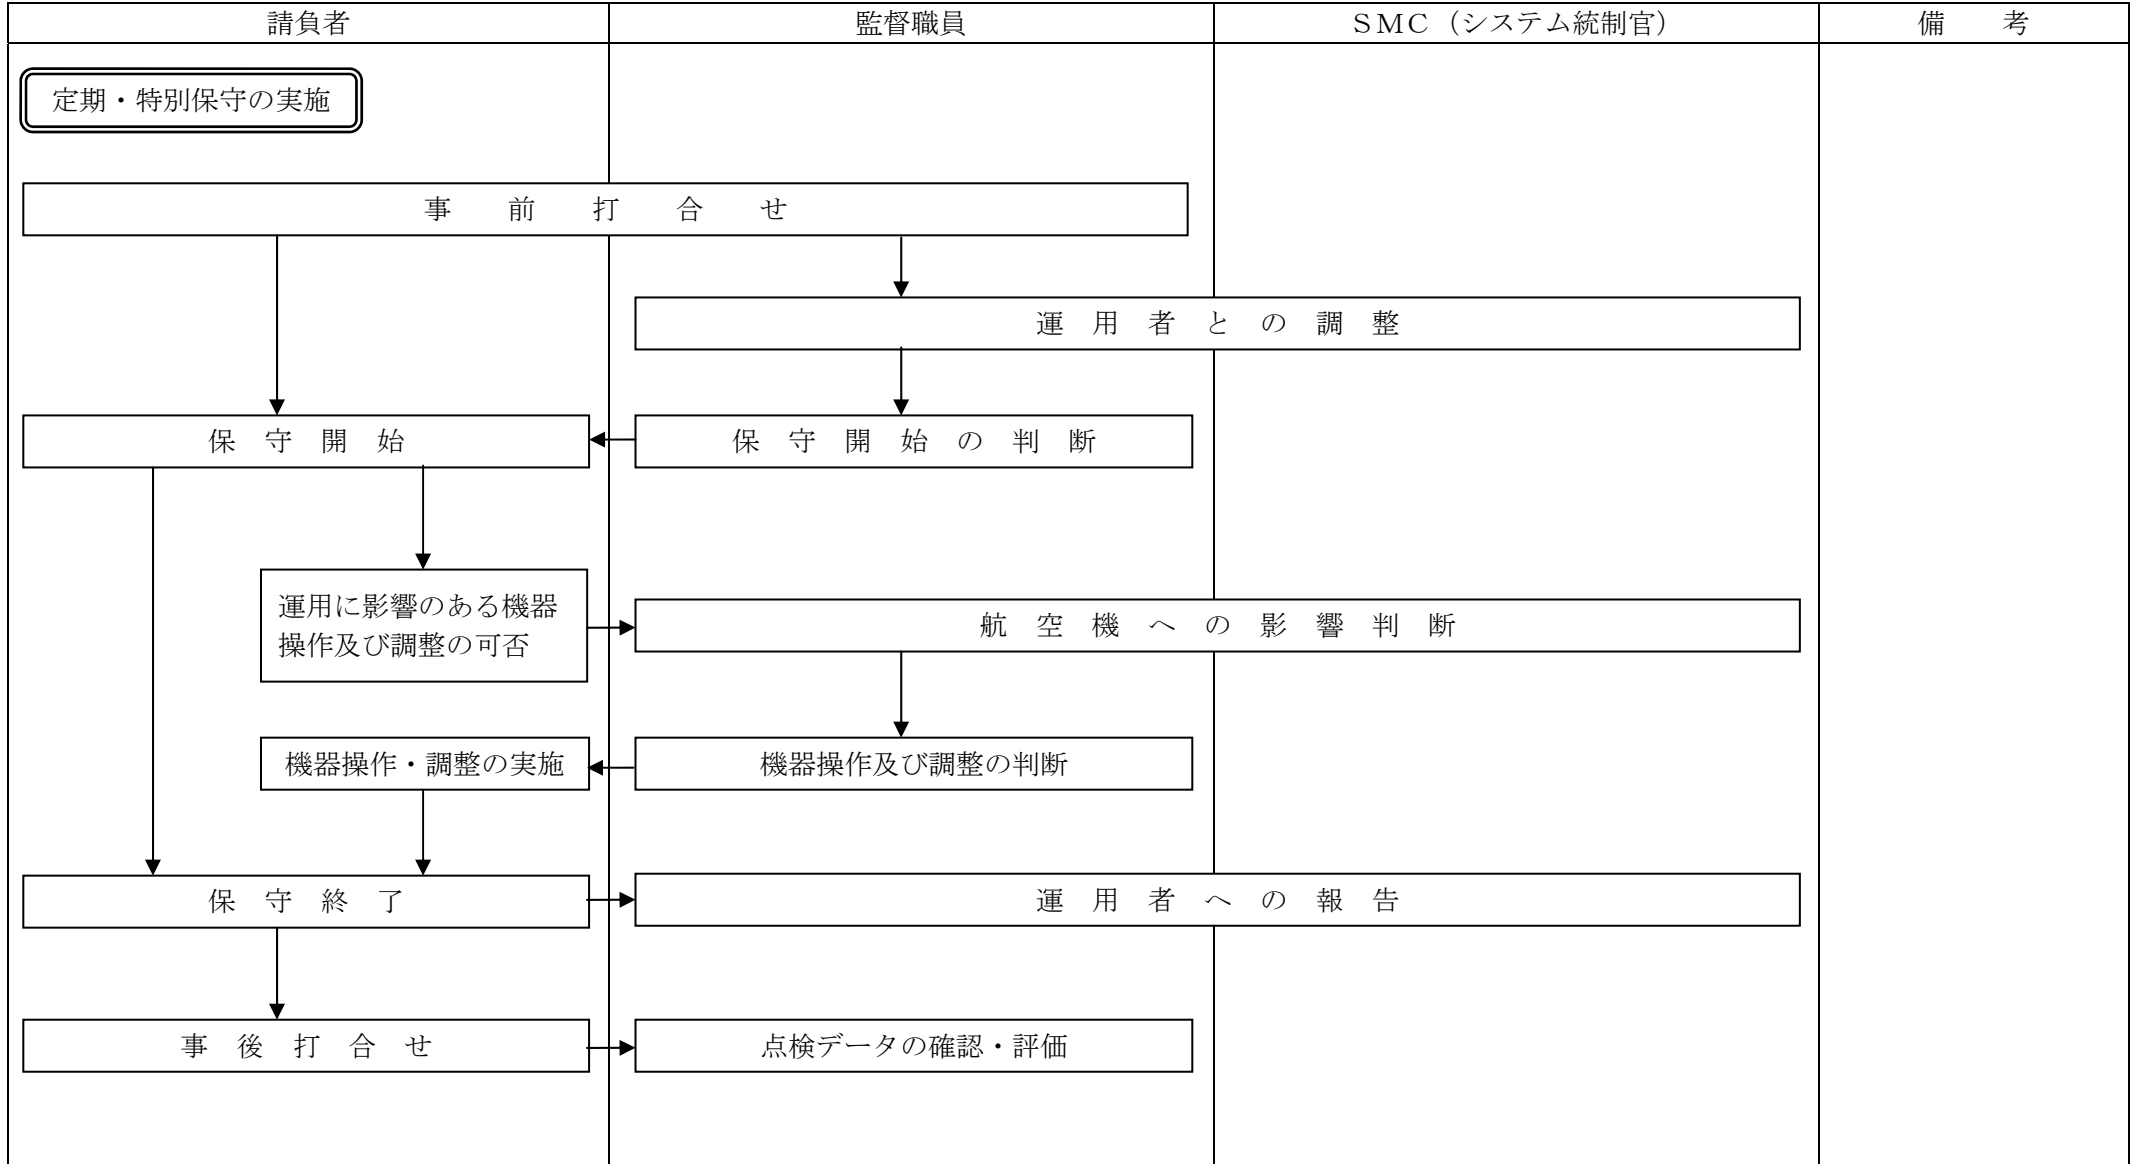 請負者
監督職員
ＳＭＣ（システム統制官）
備　　考
定期・特別保守の実施
事　前　打　合　せ
運　用　者　と　の　調　整
保　守　開　始
保　守　開　始　の　判　断
運用に影響のある機器
操作及び調整の可否
航　空　機　へ　の　影　響　判　断
機器操作・調整の実施
機器操作及び調整の判断
保　守　終　了
運　用　者　へ　の　報　告
事　後　打　合　せ
点検データの確認・評価